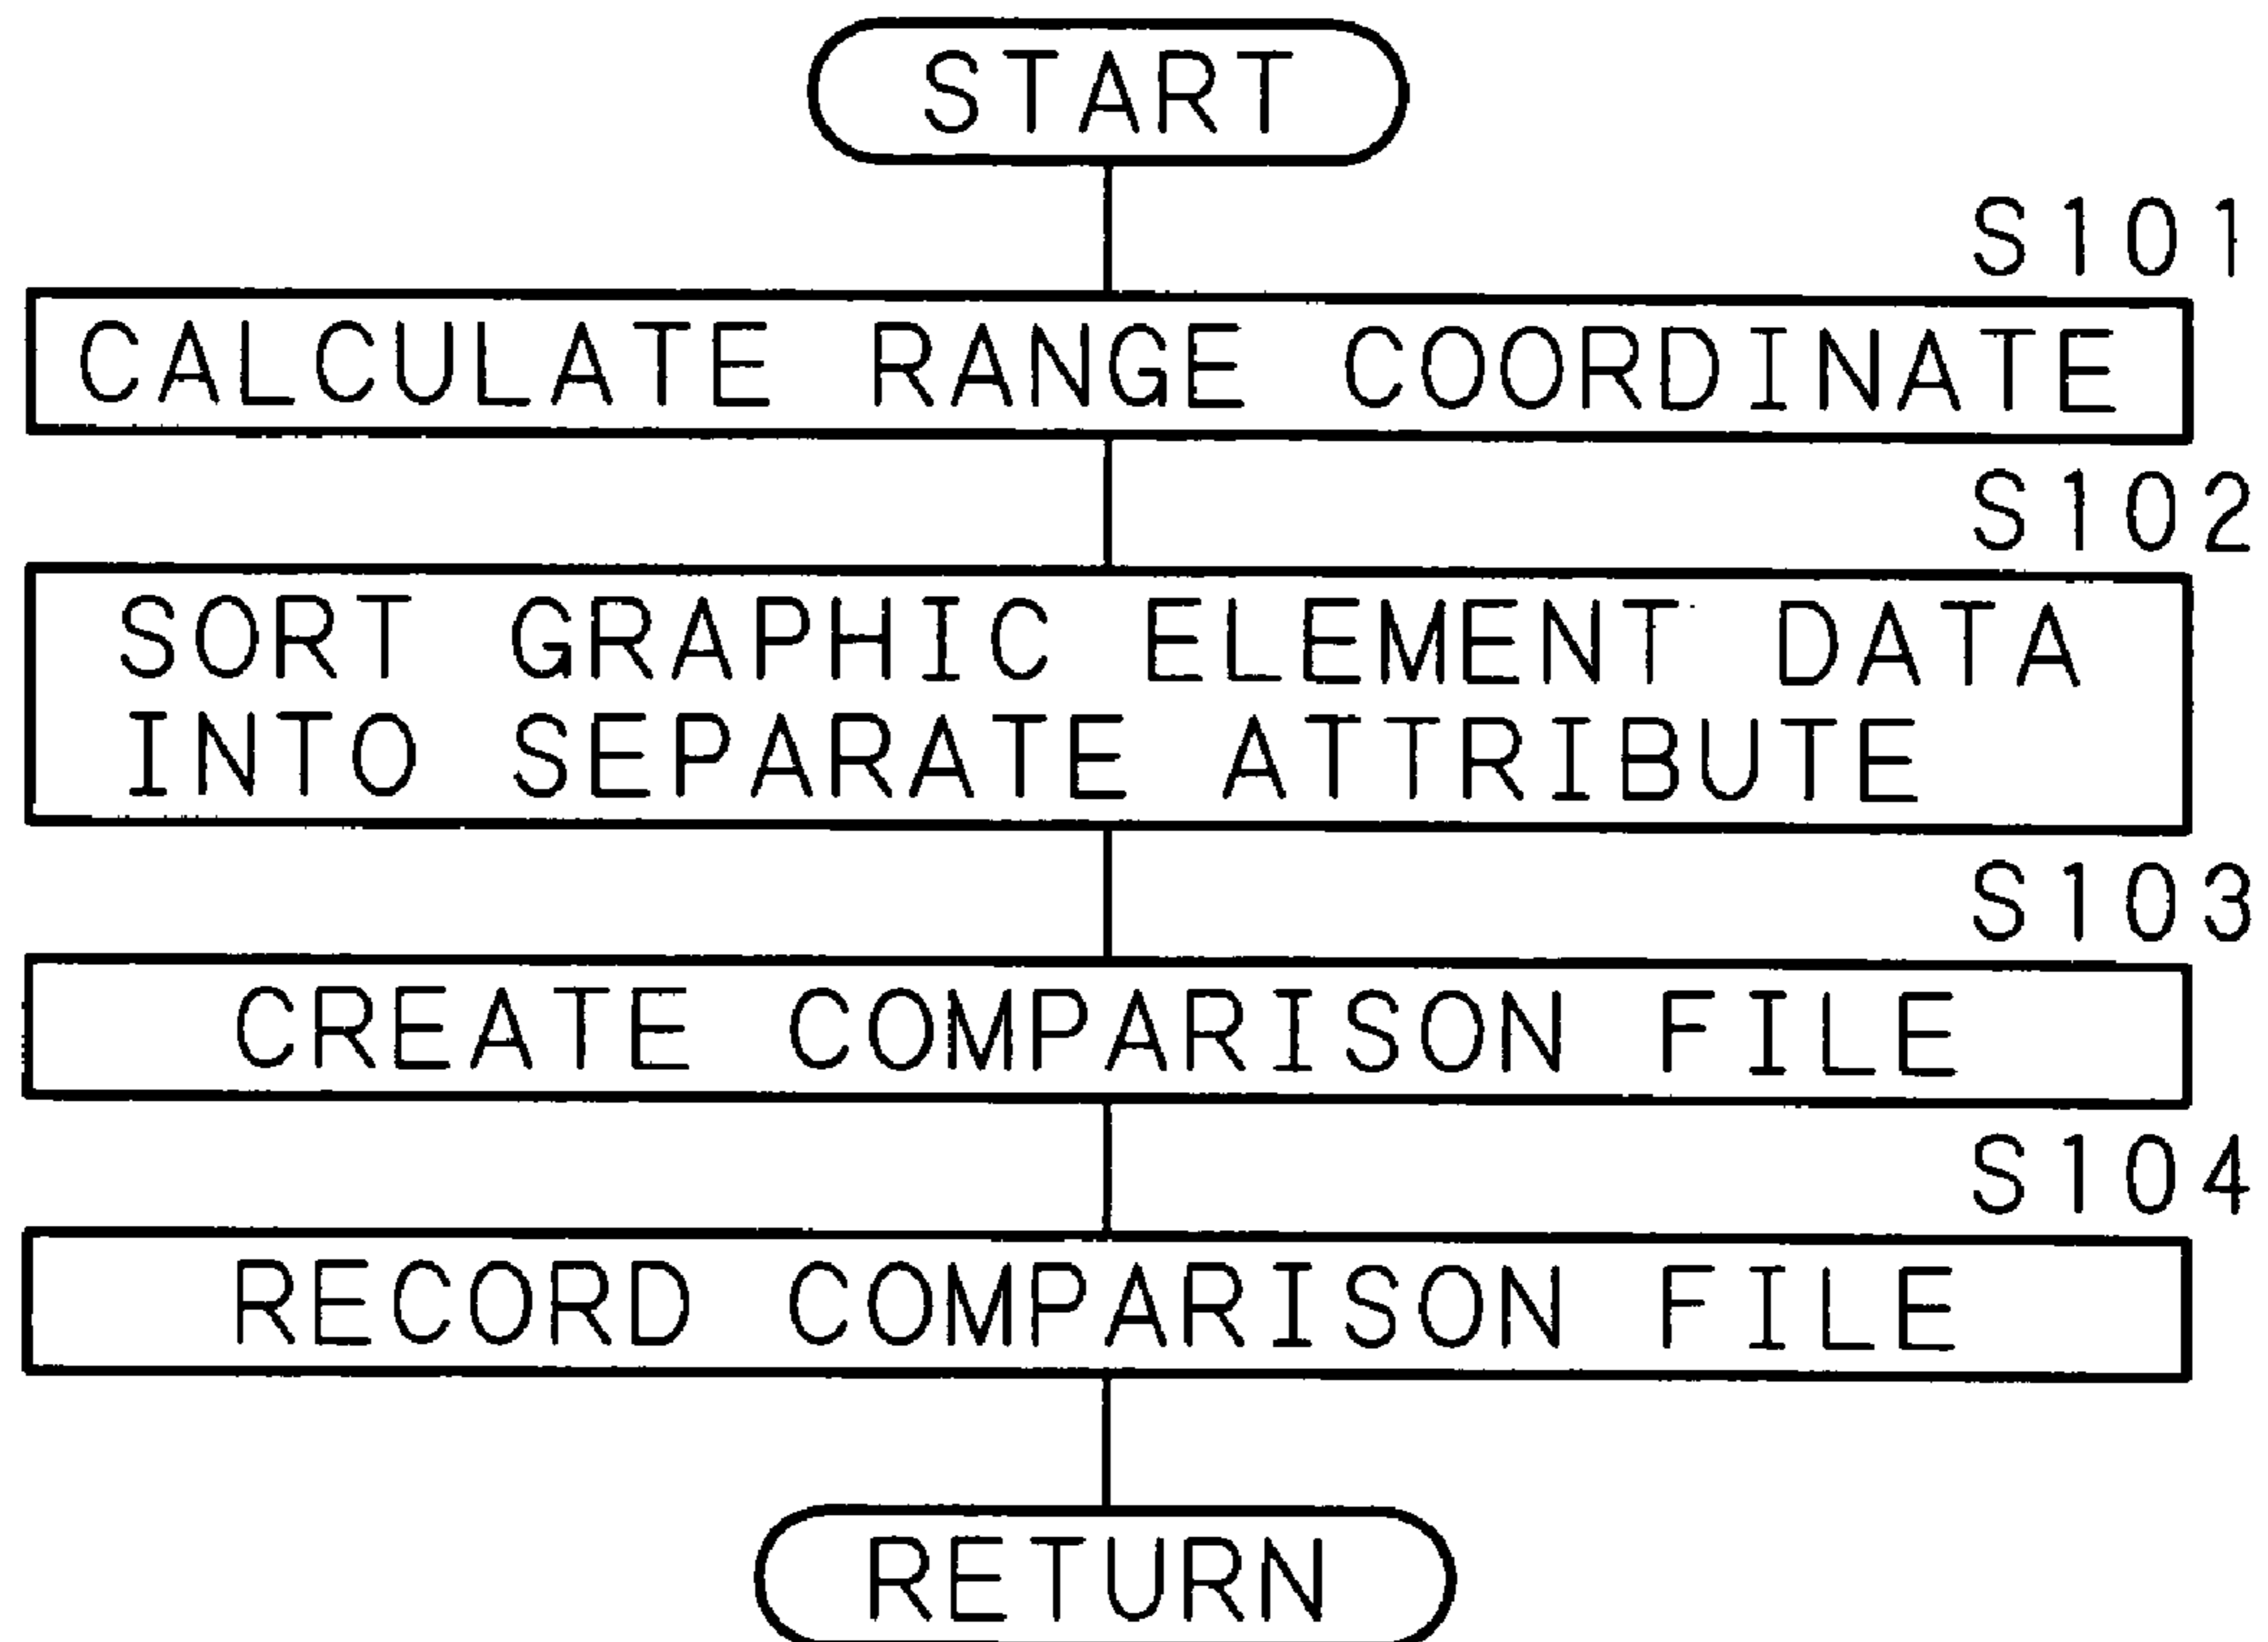 START
S101
CALCULATE RANGE COORDINATE
S102
SORT GRAPHIC ELEMENT DATA
INTO SEPARATE ATTRIBUTE
S103
CREATE COMPARISON FILE
S104
RECORD COMPARISON FILE
RETURN